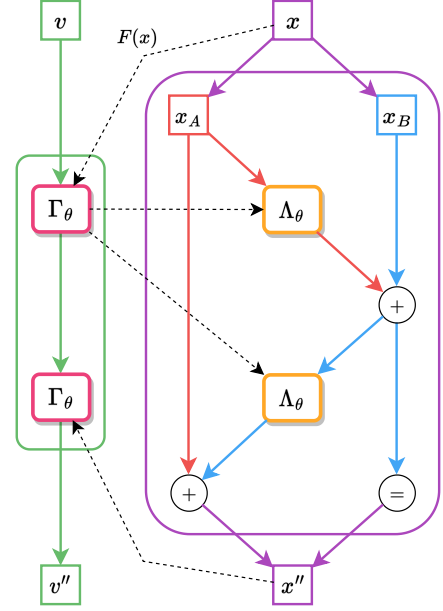 v x
F(x)
x_A x_B
Γ_θ Λ_θ
+
Γ_θ Λ_θ
+ =
v″ x″